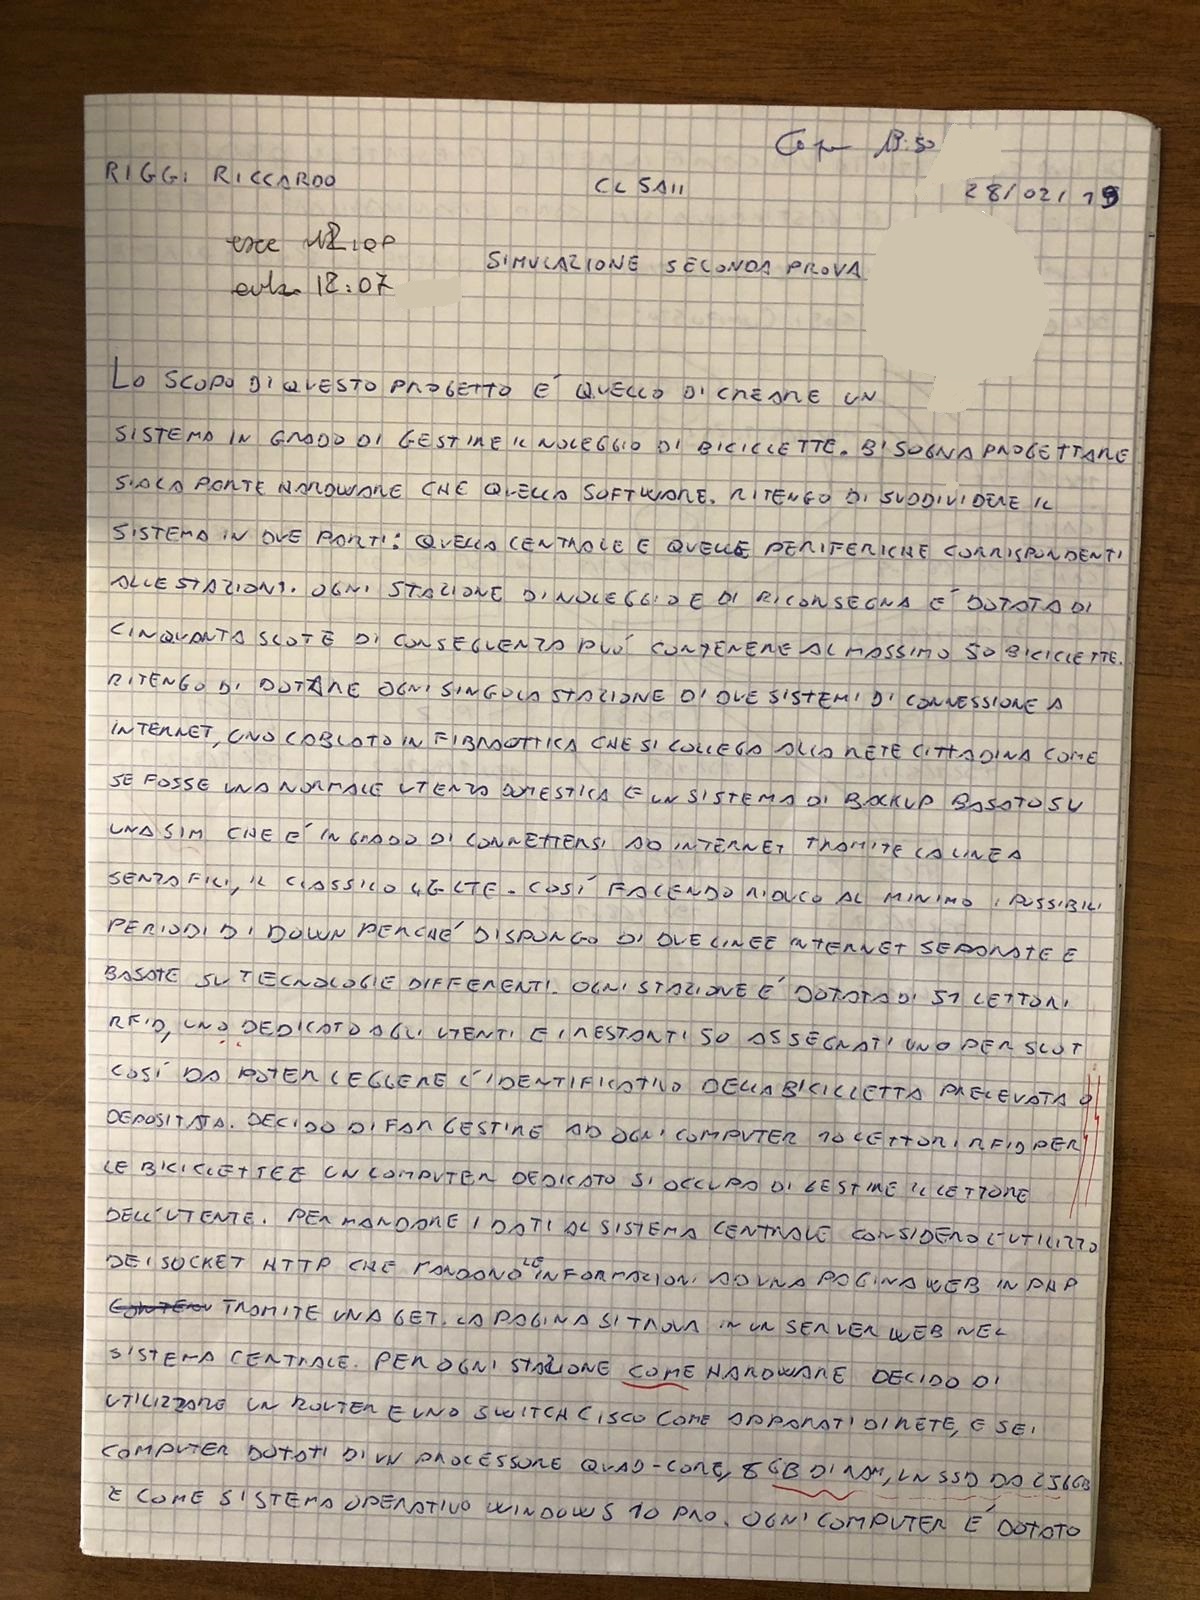 RIGGI RICCARDO CL 5AII 28/02/19
esce 12:07
SIMULAZIONE SECONDA PROVA
12:07
LO SCOPO DI QUESTO PROGETTO E' QUELLO DI CREARE UN
SISTEMA IN GRADO DI GESTIRE IL NOLEGGIO DI BICICLETTE. BISOGNA PROGETTARE
SIA LA PARTE HARDWARE CHE QUELLA SOFTWARE. RITENGO DI SUDDIVIDERE IL
SISTEMA IN DUE PARTI: QUELLA CENTRALE E QUELLE PERIFERICHE CORRISPONDENTI
ALLE STAZIONI. OGNI STAZIONE DI NOLEGGIO E DI RICONSEGNA E' DOTATA DI
CINQUANTA SLOT E DI CONSEGUENZA PUO' CONTENERE AL MASSIMO 50 BICICLETTE.
RITENGO DI DOTARE OGNI SINGOLA STAZIONE DI DUE SISTEMI DI CONNESSIONE A
INTERNET, UNO CABLATO IN FIBRA OTTICA CHE SI COLLEGA ALLA RETE CITTADINA COME
SE FOSSE UNA NORMALE UTENZA DOMESTICA E UN SISTEMA DI BACKUP BASATO SU
UNA SIM CHE E' IN GRADO DI CONNETTERSI AD INTERNET TRAMITE LA LINEA
SENZA FILI, IL CLASSICO 4G LTE. COSI' FACENDO RIDUCO AL MINIMO I POSSIBILI
PERIODI DI DOWN PERCHE' DISPONGO DI DUE LINEE INTERNET SEPARATE E
BASATE SU TECNOLOGIE DIFFERENTI. OGNI STAZIONE E' DOTATA DI 51 LETTORI
RFID, UNO DEDICATO AGLI UTENTI E I RESTANTI 50 ASSEGNATI UNO PER SLOT
COSI' DA POTER LEGGERE L'IDENTIFICATIVO DELLA BICICLETTA PRELEVATA O
DEPOSITATA. DECIDO DI FAR GESTIRE AD OGNI COMPUTER 10 LETTORI RFID PER
LE BICICLETTE E UN COMPUTER DEDICATO SI OCCUPA DI GESTIRE IL LETTORE
DELL'UTENTE. PER MANDARE I DATI AL SISTEMA CENTRALE CONSIDERO L'UTILIZZO
DEI SOCKET HTTP CHE MANDANO LE INFORMAZIONI AD UNA PAGINA WEB IN PHP
TRAMITE UNA GET. LA PAGINA SI TROVA IN UN SERVER WEB NEL
SISTEMA CENTRALE. PER OGNI STAZIONE COME HARDWARE DECIDO DI
UTILIZZARE UN ROUTER E UNO SWITCH CISCO COME APPARATI DI RETE, E SEI
COMPUTER DOTATI DI UN PROCESSORE QUAD-CORE, 8 GB DI RAM, UN SSD DA 256GB
E COME SISTEMA OPERATIVO WINDOWS 10 PRO. OGNI COMPUTER E' DOTATO